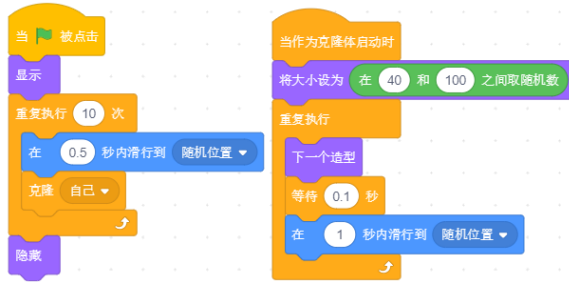 当 被点击
显示
重复执行 10 次
在 0.5 秒内滑行到 随机位置
克隆 自己
隐藏
当作为克隆体启动时
将大小设为 在 40 和 100 之间取随机数
重复执行
下一个造型
等待 0.1 秒
在 1 秒内滑行到 随机位置